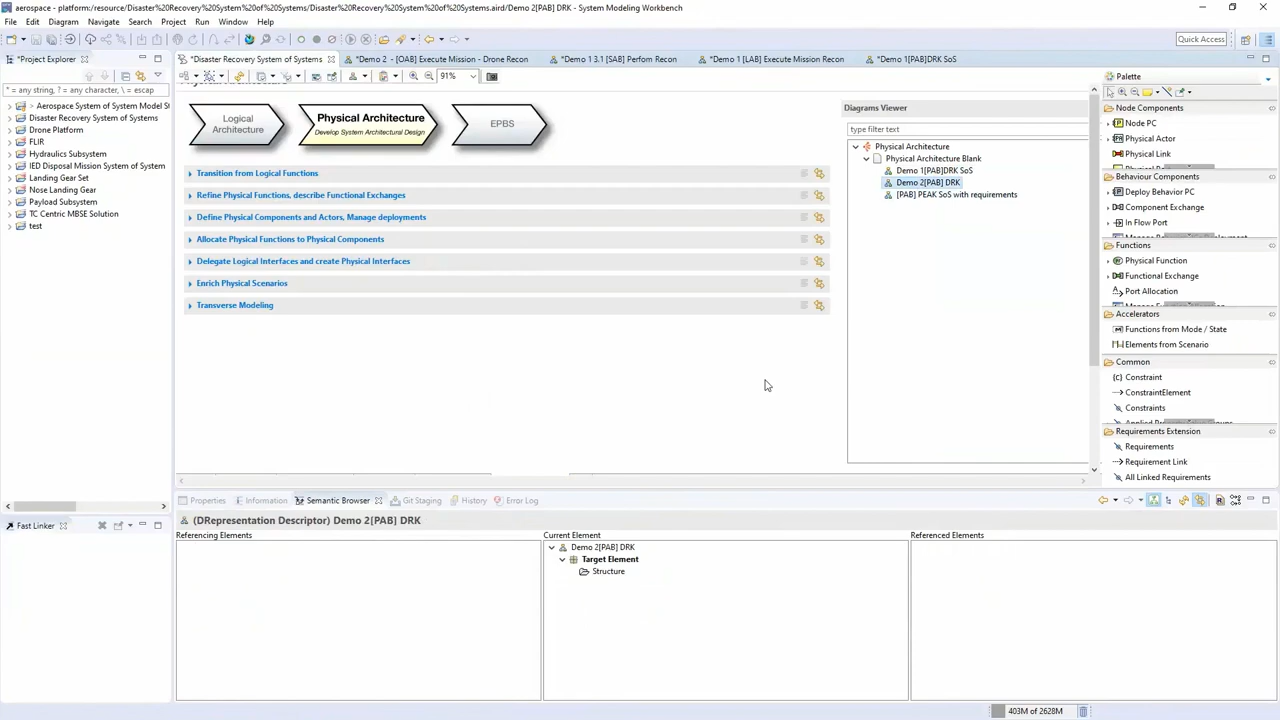 aerospace - platform:/resource/Disaster%20Recovery%20System%20of%20Systems/Disaster%20Recovery%20System%20of%20Systems.aird/Demo 2[PAB] DRK - System Modeling Workbench
File Edit Diagram Navigate Search Project Run Window Help
Quick Access
*Project Explorer
* = any string, ? = any character, \ = escap
> Aerospace System of System Model S
Disaster Recovery System of Systems
Drone Platform
FLIR
Hydraulics Subsystem
IED Disposal Mission System of System
Landing Gear Set
Nose Landing Gear
Payload Subsystem
TC Centric MBSE Solution
test
Fast Linker
*Disaster Recovery System of Systems
*Demo 2 - [OAB] Execute Mission - Drone Recon
*Demo 1 3.1 [SAB] Perform Recon
*Demo 1 [LAB] Execute Mission Recon
*Demo 1[PAB]DRK SoS
91%
Logical
Architecture
Physical Architecture
Develop System Architectural Design
EPBS
Transition from Logical Functions
Refine Physical Functions, describe Functional Exchanges
Define Physical Components and Actors, Manage deployments
Allocate Physical Functions to Physical Components
Delegate Logical Interfaces and create Physical Interfaces
Enrich Physical Scenarios
Transverse Modeling
Diagrams Viewer
type filter text
Physical Architecture
Physical Architecture Blank
Demo 1[PAB]DRK SoS
Demo 2[PAB] DRK
[PAB] PEAK SoS with requirements
Palette
Node Components
Node PC
Physical Actor
Physical Link
Behaviour Components
Deploy Behavior PC
Component Exchange
In Flow Port
Functions
Physical Function
Functional Exchange
Port Allocation
Accelerators
Functions from Mode / State
Elements from Scenario
Common
Constraint
ConstraintElement
Constraints
Requirements Extension
Requirements
Requirement Link
All Linked Requirements
Properties
Information
Semantic Browser
Git Staging
History
Error Log
(DRepresentation Descriptor) Demo 2[PAB] DRK
Referencing Elements
Current Element
Referenced Elements
Demo 2[PAB] DRK
Target Element
Structure
403M of 2628M